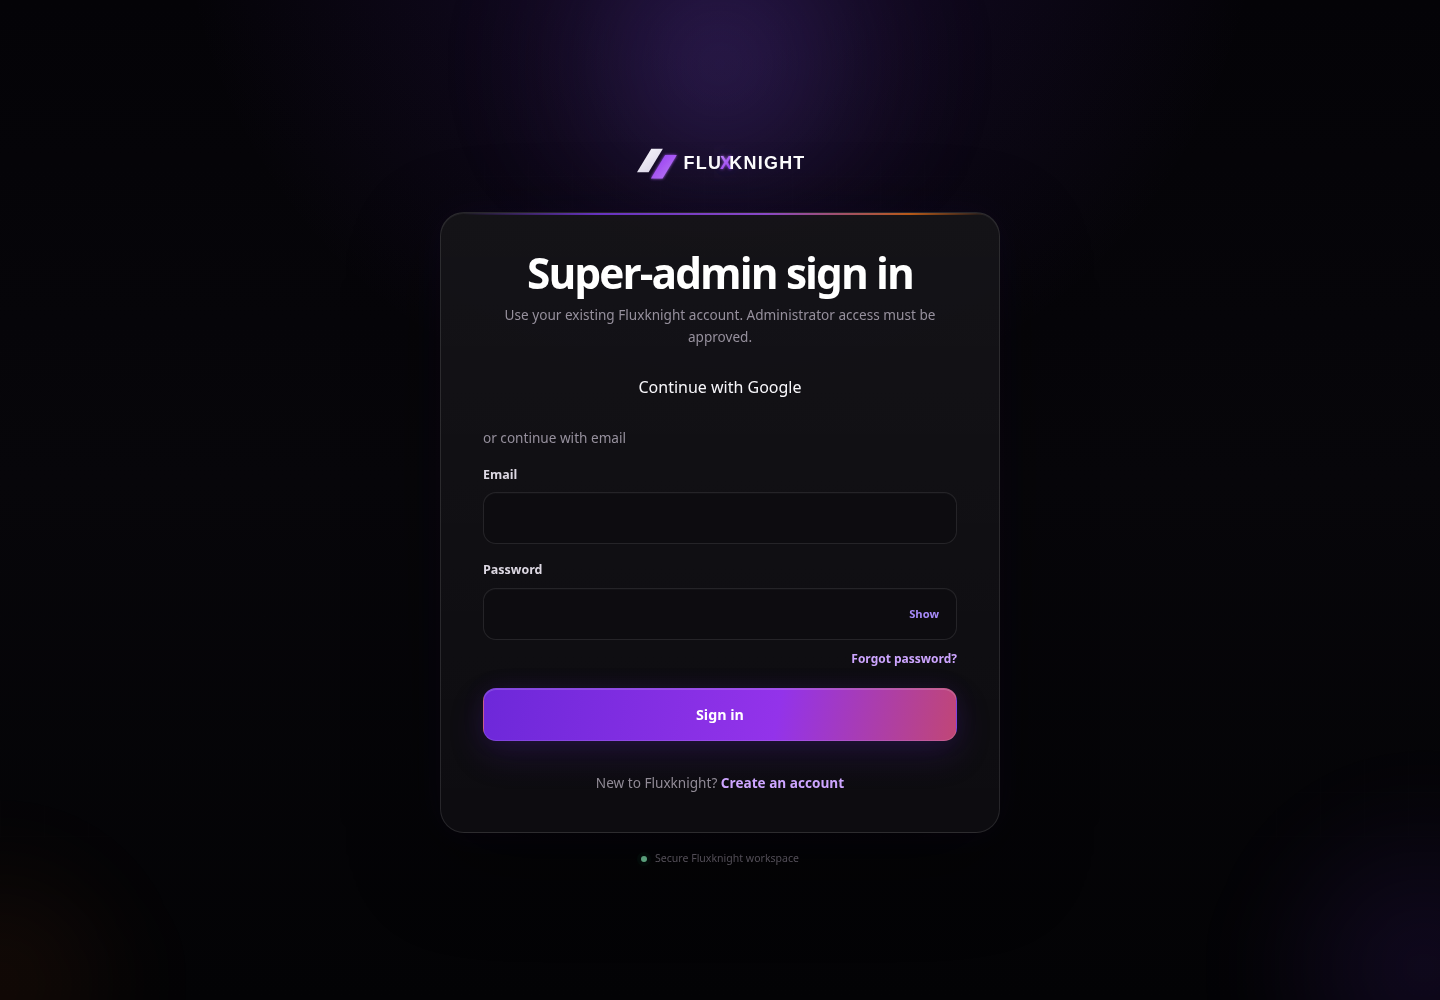 FLUXKNIGHT
Super-admin sign in
Use your existing Fluxknight account. Administrator access must be
approved.
Continue with Google
or continue with email
Email
Password
Show
Forgot password?
Sign in
New to Fluxknight? Create an account
Secure Fluxknight workspace